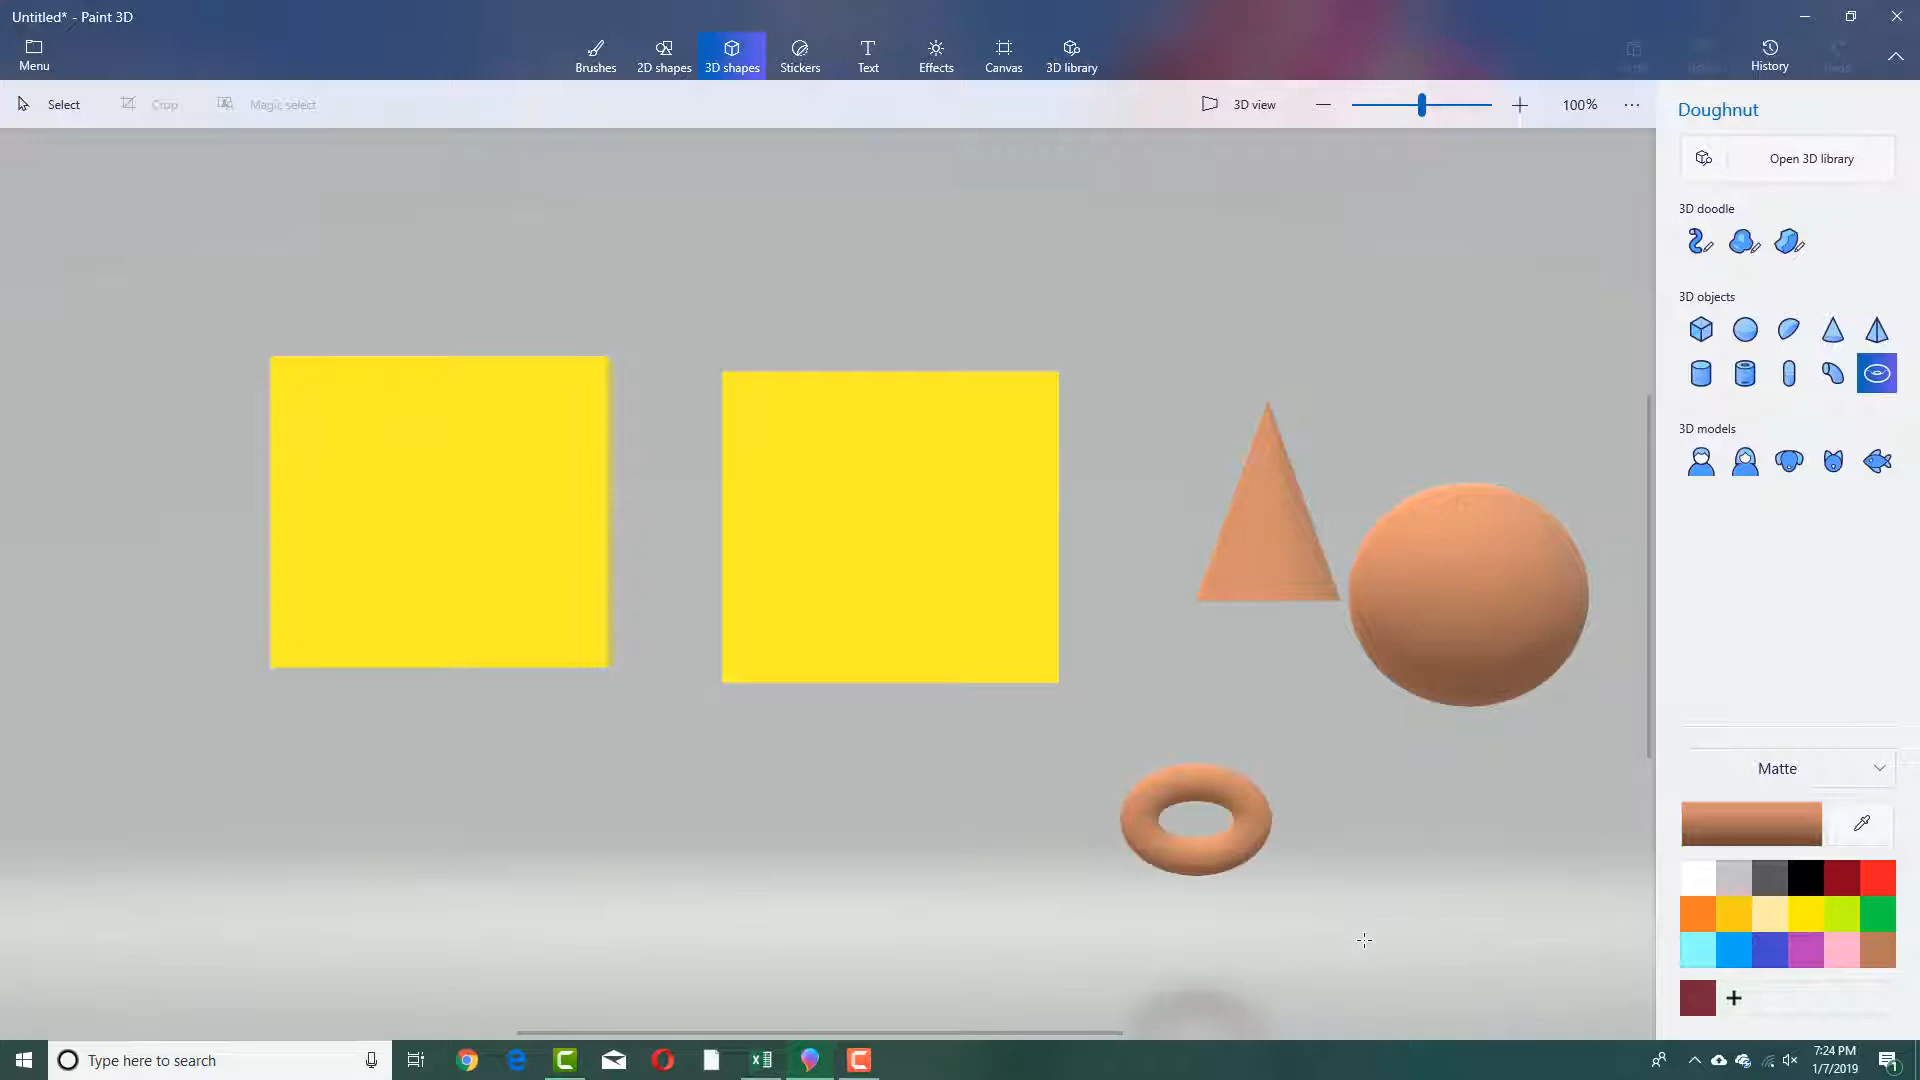 Untitled* - Paint 3D
Menu
Brushes
2D shapes
3D shapes
Stickers
Text
Effects
Canvas
3D library
History
Select
Crop
Magic select
3D view
100%
Doughnut
Open 3D library
3D doodle
3D objects
3D models
Matte
Type here to search
7:24 PM
1/7/2019
1